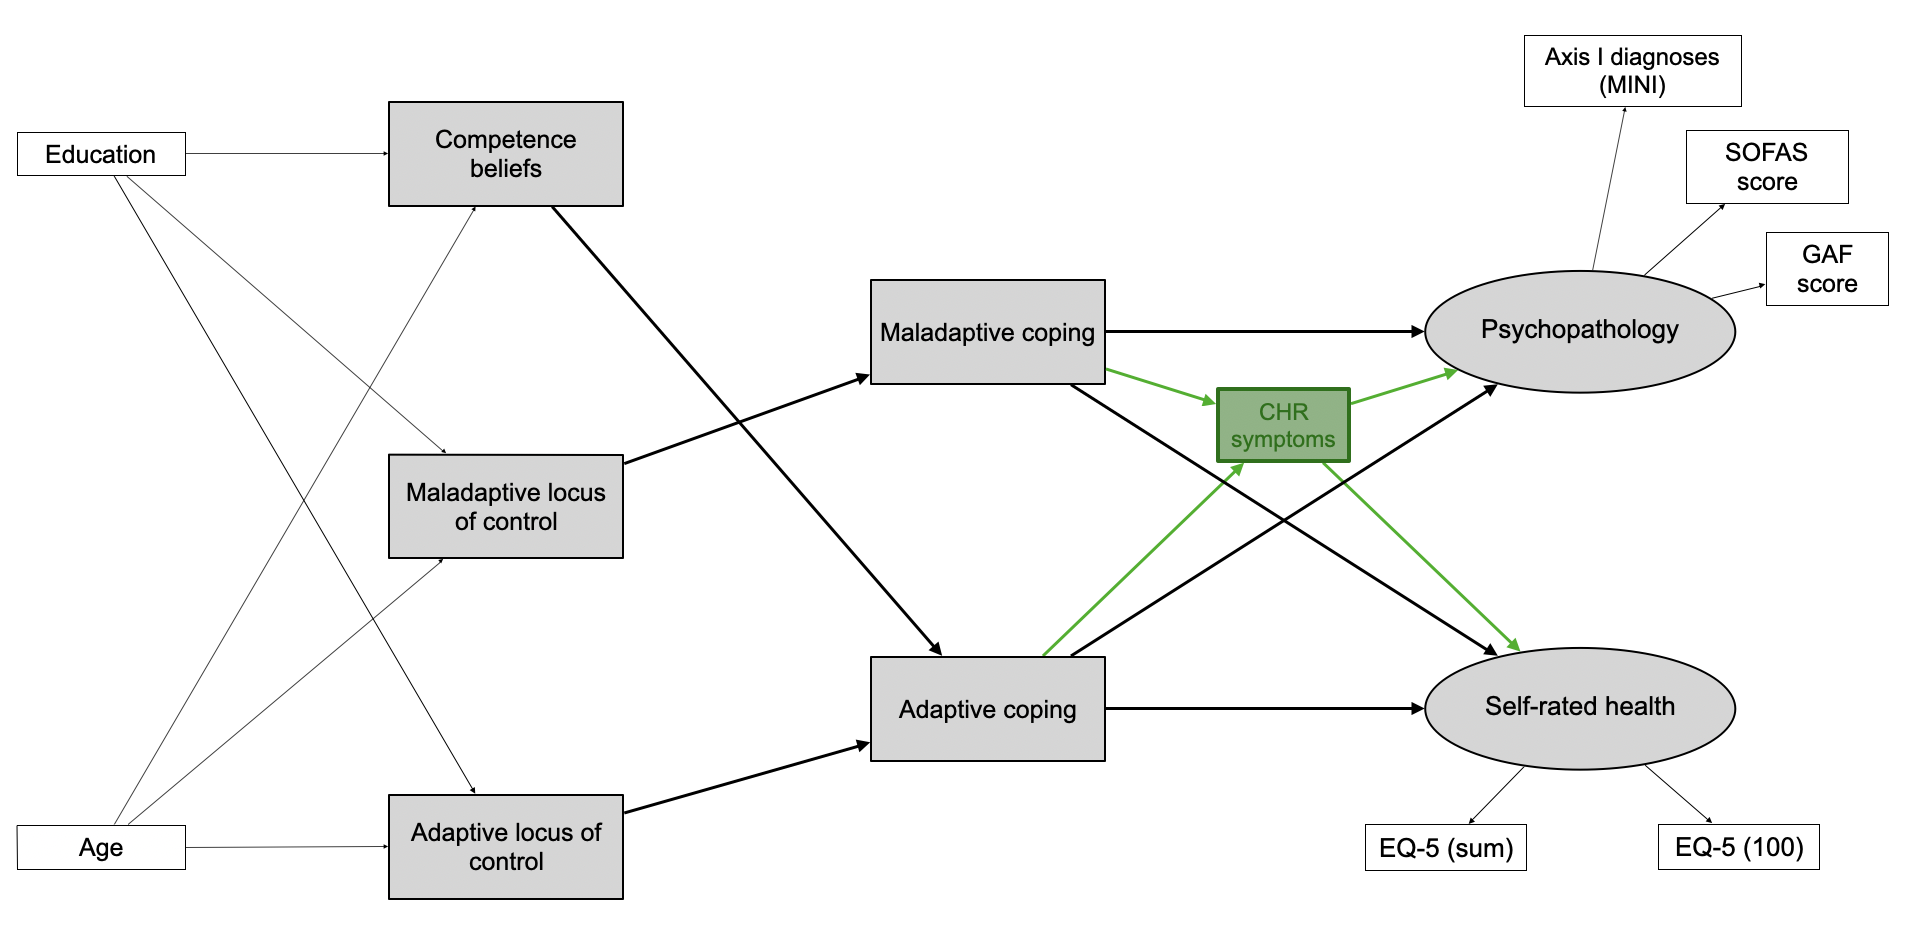 Axis I diagnoses
(MINI)
Education
Competence
beliefs
SOFAS
score
GAF
score
Maladaptive coping
Psychopathology
CHR
symptoms
Maladaptive locus
of control
Adaptive coping
Self-rated health
Age
Adaptive locus of
control
EQ-5 (sum)
EQ-5 (100)